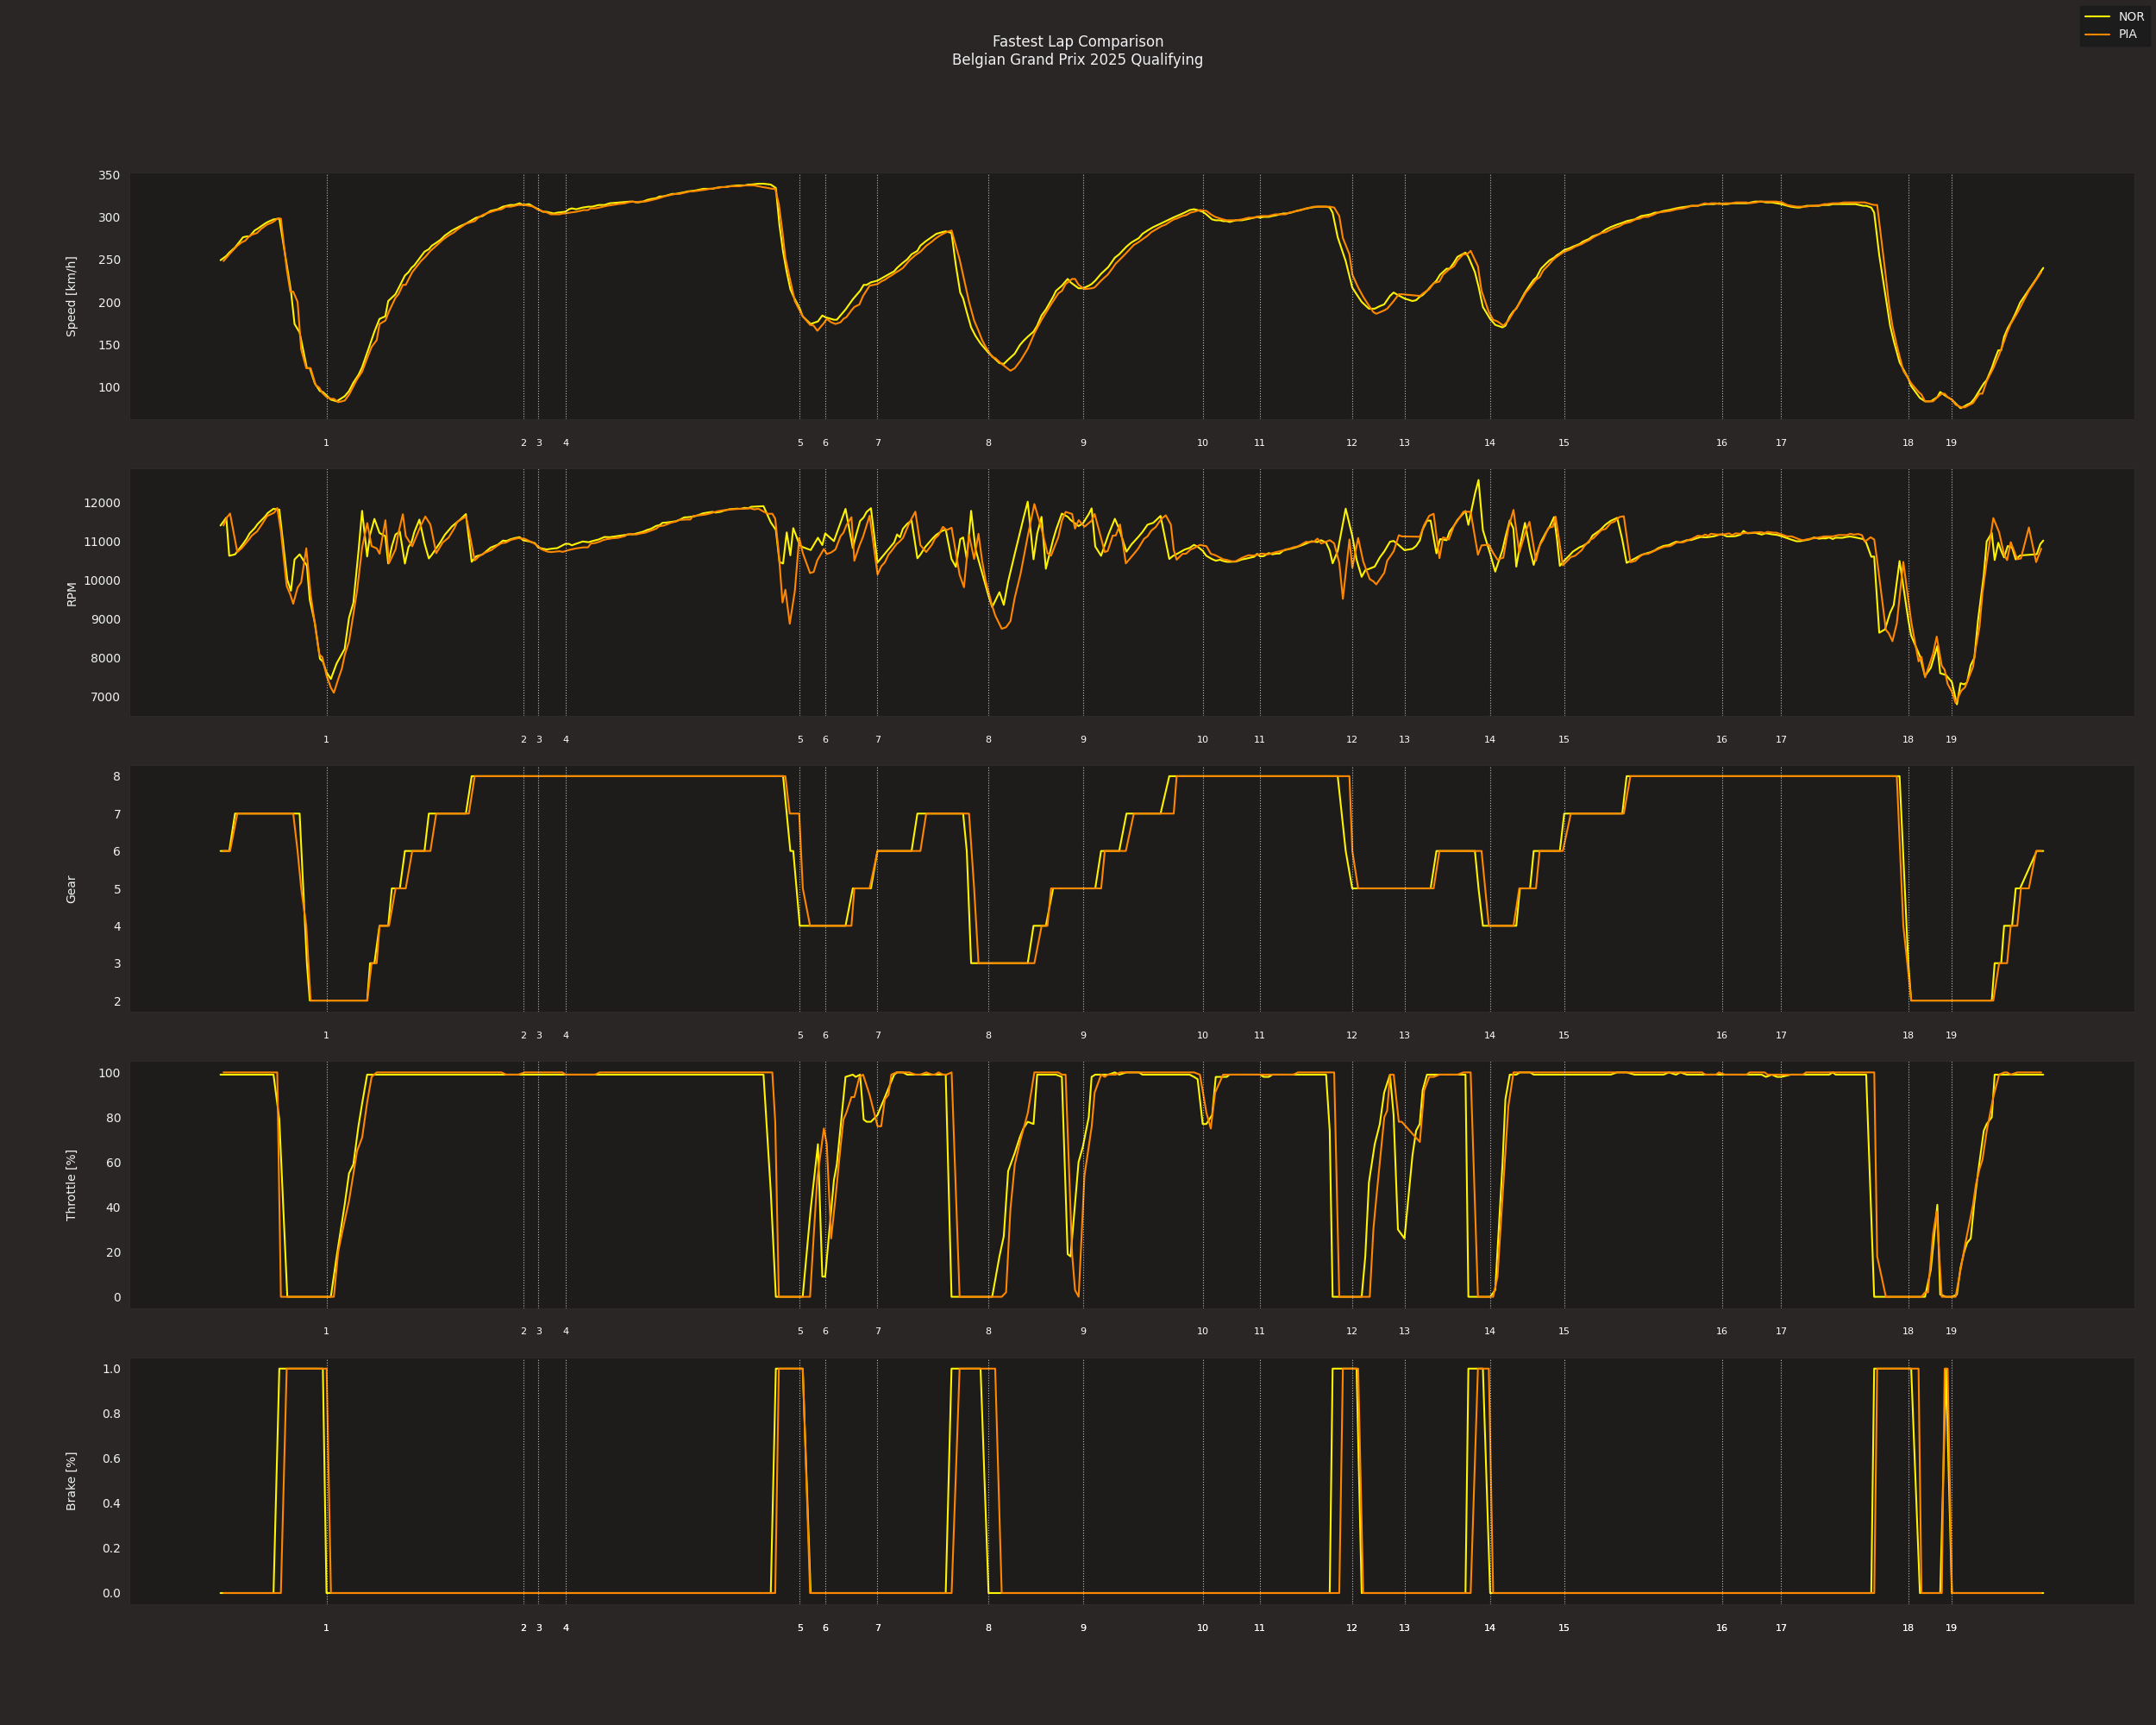 NOR
PIA
Fastest Lap Comparison
Belgian Grand Prix 2025 Qualifying
350
300
250
200
150
100
Speed [km/h]
1 2 3 4 5 6 7 8 9 10 11 12 13 14 15 16 17 18 19
12000
11000
10000
9000
8000
7000
RPM
1 2 3 4 5 6 7 8 9 10 11 12 13 14 15 16 17 18 19
8
7
6
5
4
3
2
Gear
1 2 3 4 5 6 7 8 9 10 11 12 13 14 15 16 17 18 19
100
80
60
40
20
0
Throttle [%]
1 2 3 4 5 6 7 8 9 10 11 12 13 14 15 16 17 18 19
1.0
0.8
0.6
0.4
0.2
0.0
Brake [%]
1 2 3 4 5 6 7 8 9 10 11 12 13 14 15 16 17 18 19